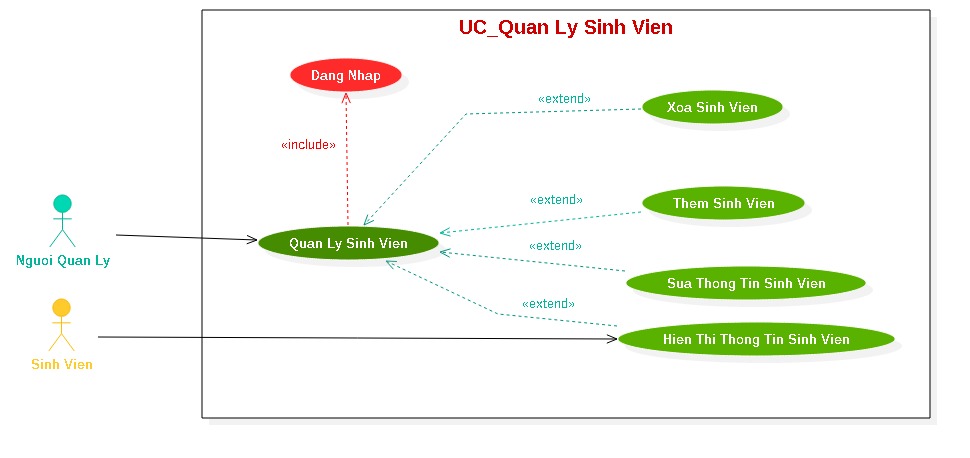 UC_Quan Ly Sinh Vien
Dang Nhap
«extend»
Xoa Sinh Vien
«include»
«extend»
Them Sinh Vien
Quan Ly Sinh Vien
«extend»
Nguoi Quan Ly
Sua Thong Tin Sinh Vien
«extend»
Hien Thi Thong Tin Sinh Vien
Sinh Vien